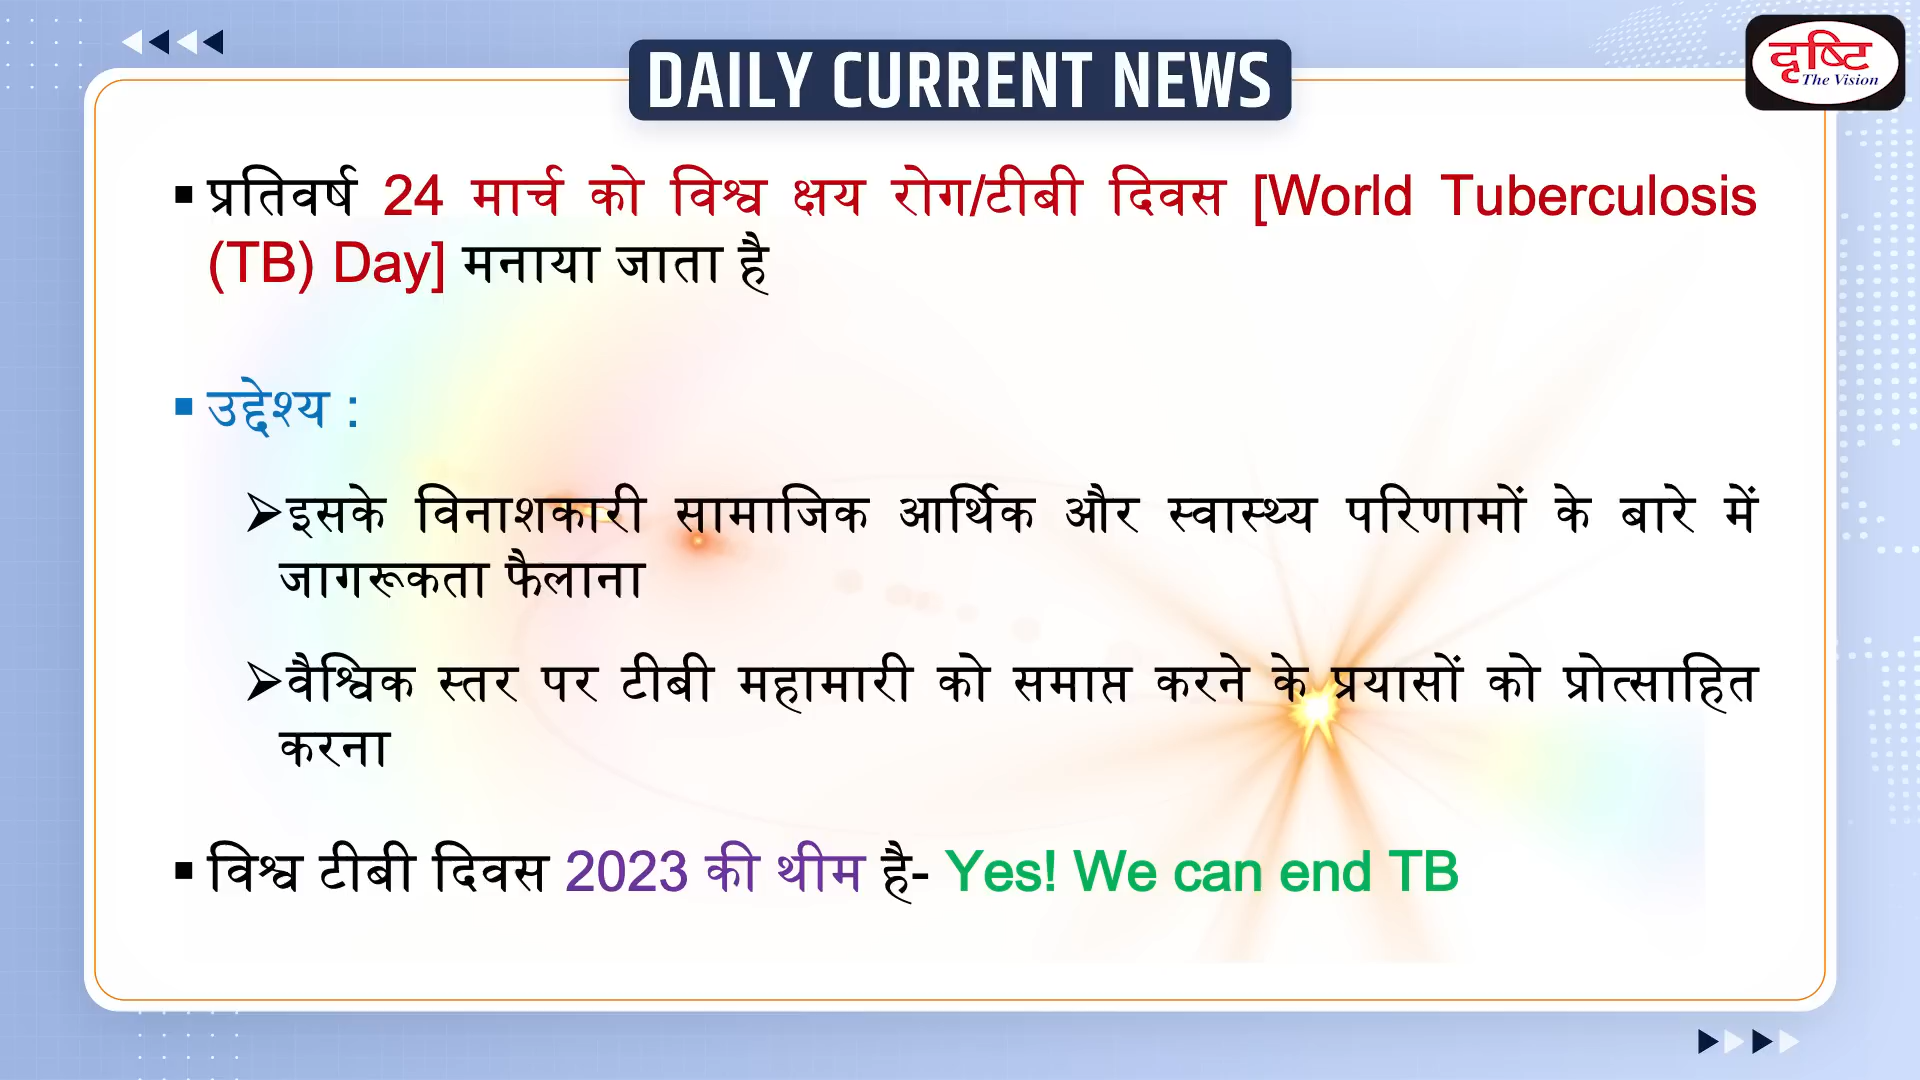 DAILY CURRENT NEWS
दृष्टि
The Vision
▪ प्रतिवर्ष 24 मार्च को विश्व क्षय रोग/टीबी दिवस [World Tuberculosis
(TB) Day] मनाया जाता है
▪ उद्देश्य :
➢इसके विनाशकारी सामाजिक आर्थिक और स्वास्थ्य परिणामों के बारे में
जागरूकता फैलाना
➢वैश्विक स्तर पर टीबी महामारी को समाप्त करने के प्रयासों को प्रोत्साहित
करना
▪ विश्व टीबी दिवस 2023 की थीम है- Yes! We can end TB